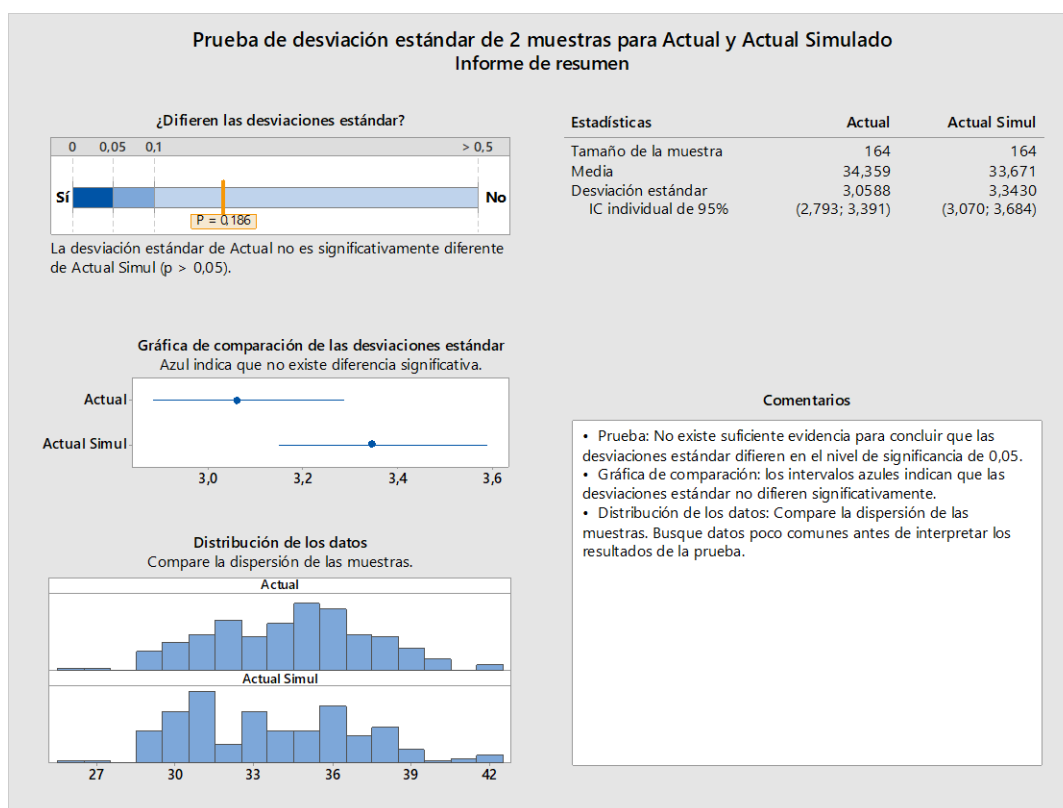 Prueba de desviación estándar de 2 muestras para Actual y Actual Simulado
Informe de resumen
¿Difieren las desviaciones estándar?
0 0,05 0,1 > 0,5
Sí No
P = 0,186
La desviación estándar de Actual no es significativamente diferente
de Actual Simul (p > 0,05).
Estadísticas Actual Actual Simul
Tamaño de la muestra 164 164
Media 34,359 33,671
Desviación estándar 3,0588 3,3430
IC individual de 95% (2,793; 3,391) (3,070; 3,684)
Gráfica de comparación de las desviaciones estándar
Azul indica que no existe diferencia significativa.
Actual
Actual Simul
3,0 3,2 3,4 3,6
Distribución de los datos
Compare la dispersión de las muestras.
Actual
Actual Simul
27 30 33 36 39 42
Comentarios
• Prueba: No existe suficiente evidencia para concluir que las
desviaciones estándar difieren en el nivel de significancia de 0,05.
• Gráfica de comparación: los intervalos azules indican que las
desviaciones estándar no difieren significativamente.
• Distribución de los datos: Compare la dispersión de las
muestras. Busque datos poco comunes antes de interpretar los
resultados de la prueba.